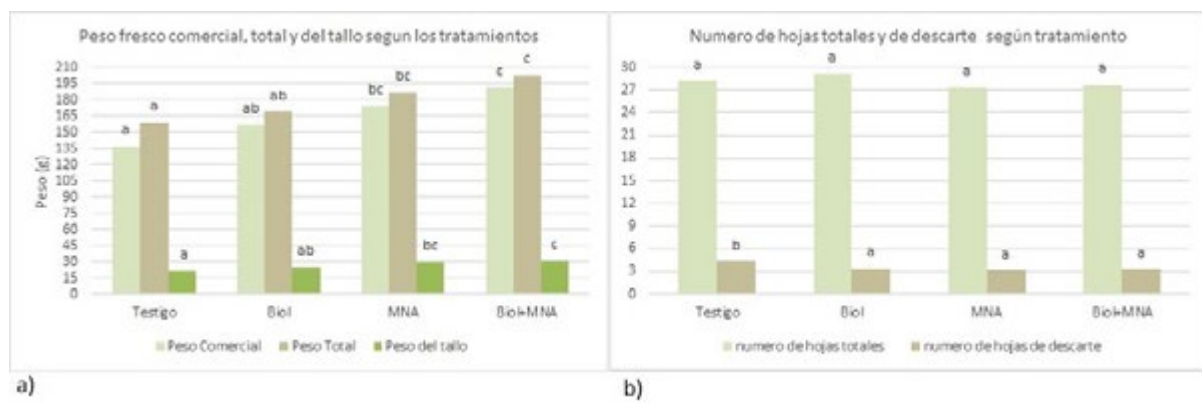 Peso fresco comercial, total y del tallo segun los tratamientos
210
195
180
165
150
135
120
105
90
75
60
45
30
15
0
Peso (g)
a a a
ab ab ab
bc bc bc
c c c
Testigo Biol MNA Biol+MNA
Peso Comercial Peso Total Peso del tallo
a)
Numero de hojas totales y de descarte según tratamiento
30
27
24
21
18
15
12
9
6
3
0
a b
a a
a a
a a
Testigo Biol MNA Biol+MNA
numero de hojas totales numero de hojas de descarte
b)